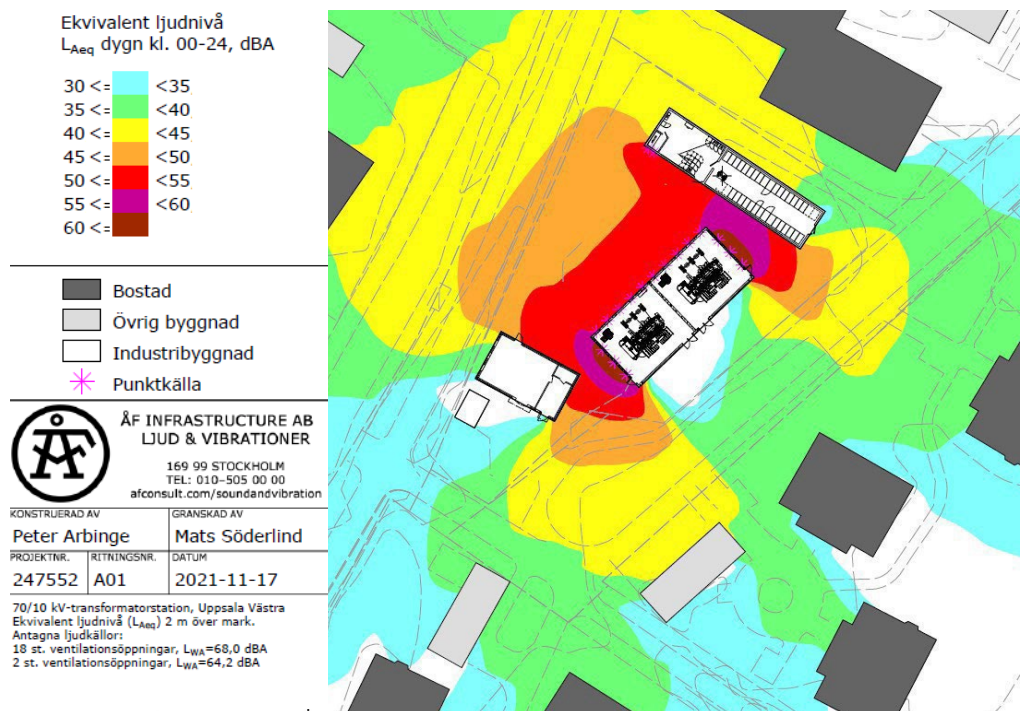 Ekvivalent ljudnivå
LAeq dygn kl. 00-24, dBA
30 <= <35
35 <= <40
40 <= <45
45 <= <50
50 <= <55
55 <= <60
60 <=
Bostad
Övrig byggnad
Industribyggnad
Punktkälla
ÅF
ÅF INFRASTRUCTURE AB
LJUD & VIBRATIONER
169 99 STOCKHOLM
TEL: 010-505 00 00
afconsult.com/soundandvibration
KONSTRUERAD AV GRANSKAD AV
Peter Arbinge Mats Söderlind
PROJEKTNR. RITNINGSNR. DATUM
247552 A01 2021-11-17
70/10 kV-transformatorstation, Uppsala Västra
Ekvivalent ljudnivå (LAeq) 2 m över mark.
Antagna ljudkällor:
18 st. ventilationsöppningar, LWA=68,0 dBA
2 st. ventilationsöppningar, LWA=64,2 dBA